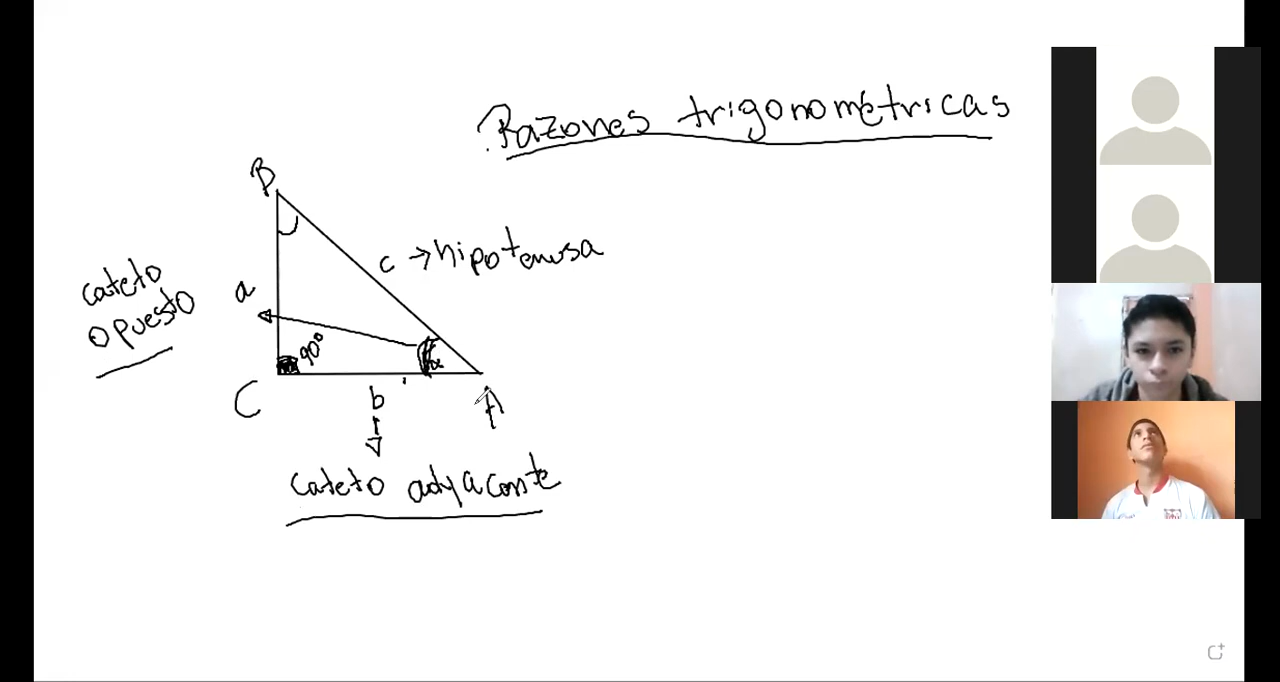 Razones trigonométricas
B
c → hipotenusa
cateto
opuesto
a
90°
α
C
b
A
cateto adyacente